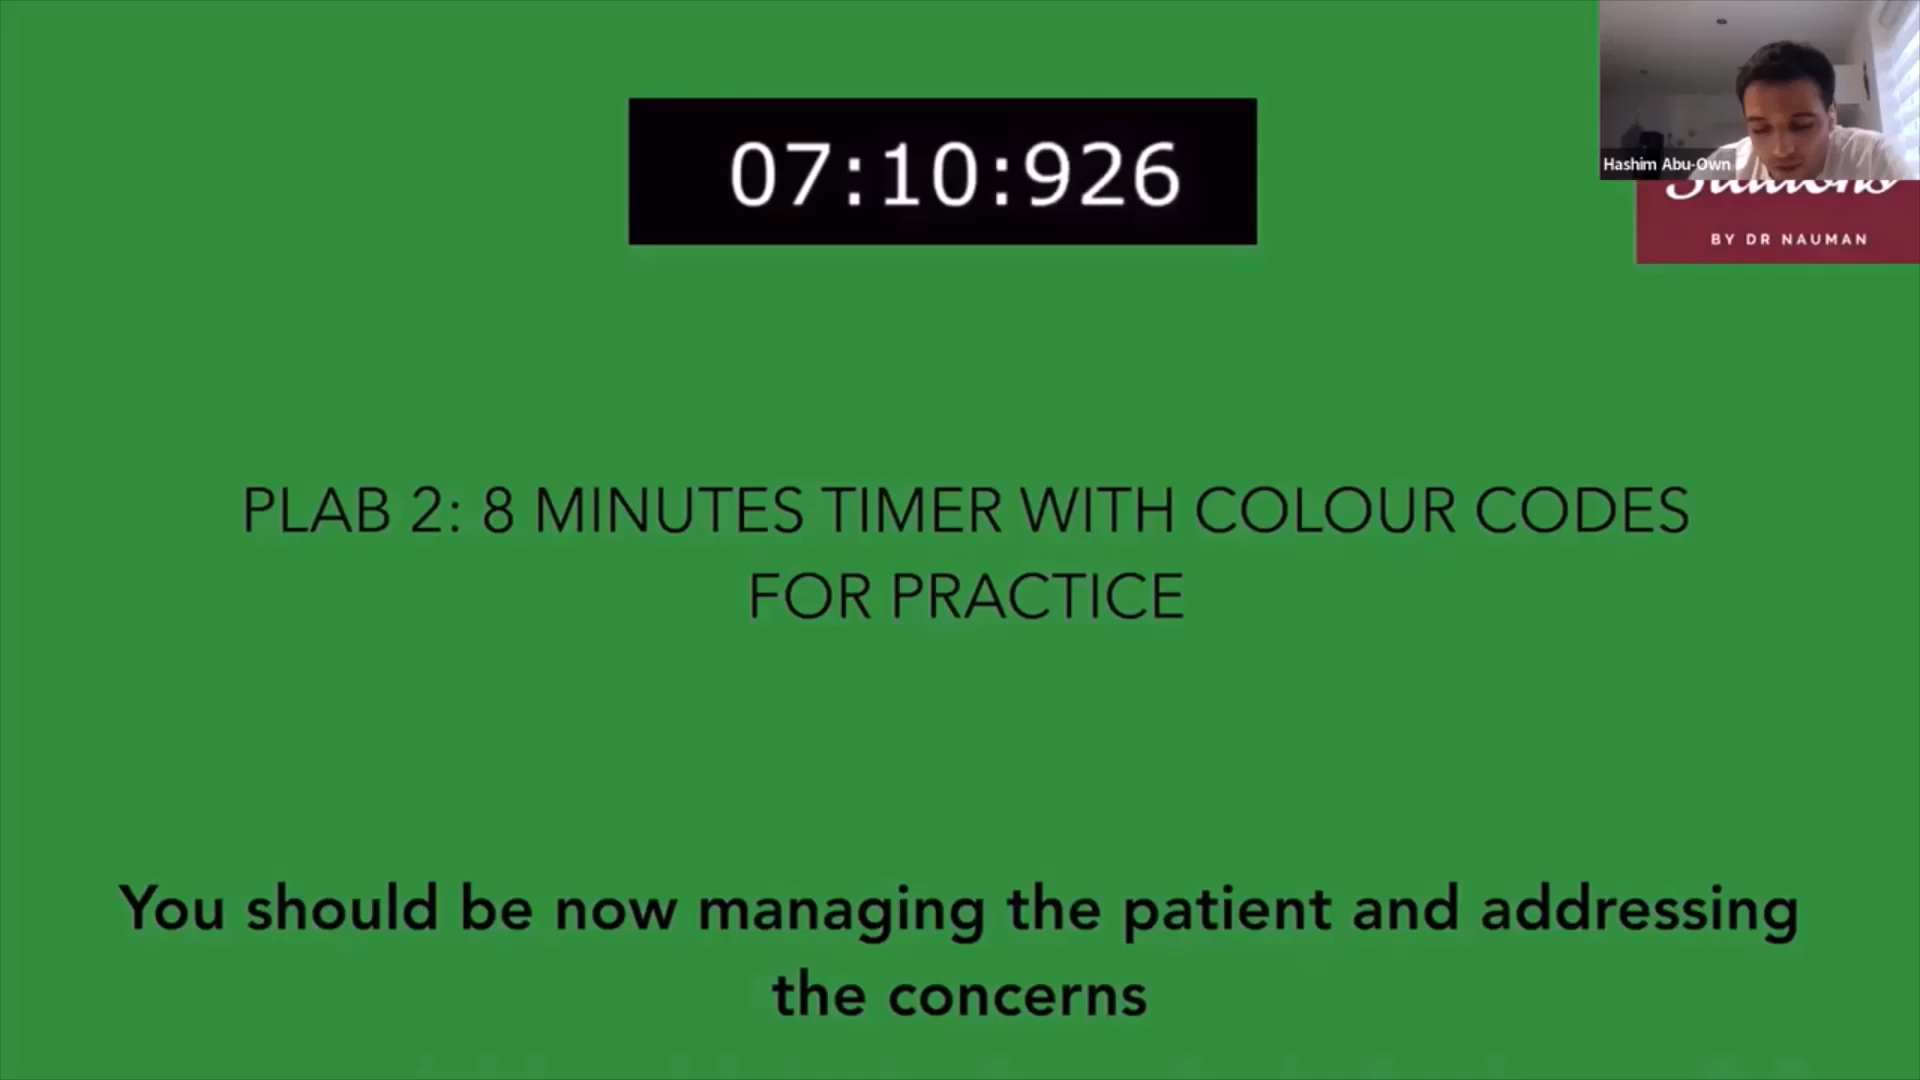 07:10:926
Hashim Abu-Own
BY DR NAUMAN
PLAB 2: 8 MINUTES TIMER WITH COLOUR CODES
FOR PRACTICE
You should be now managing the patient and addressing
the concerns